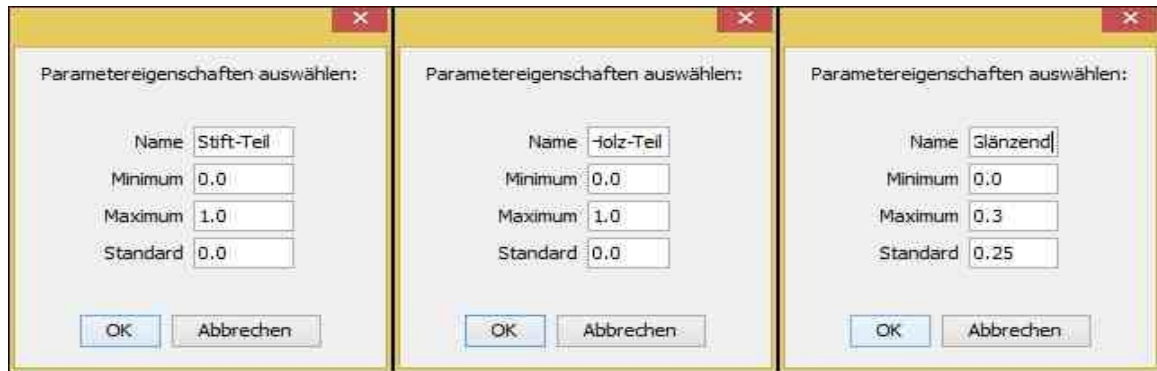 Parametereigenschaften auswählen:
Name Stift-Teil
Minimum 0.0
Maximum 1.0
Standard 0.0
OK Abbrechen
Parametereigenschaften auswählen:
Name Holz-Teil
Minimum 0.0
Maximum 1.0
Standard 0.0
OK Abbrechen
Parametereigenschaften auswählen:
Name Glänzend
Minimum 0.0
Maximum 0.3
Standard 0.25
OK Abbrechen